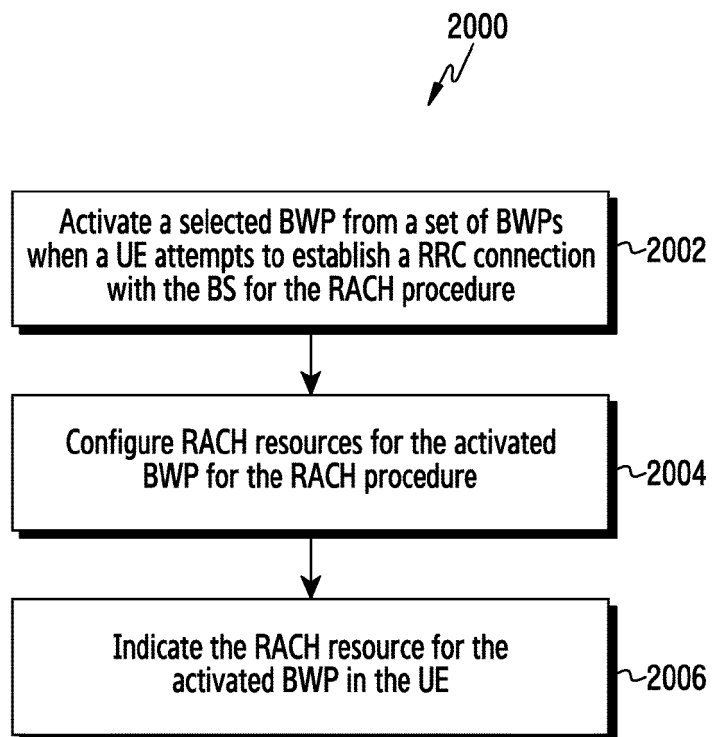 2000
Activate a selected BWP from a set of BWPs
when a UE attempts to establish a RRC connection
with the BS for the RACH procedure
2002
Configure RACH resources for the activated
BWP for the RACH procedure
2004
Indicate the RACH resource for the
activated BWP in the UE
2006